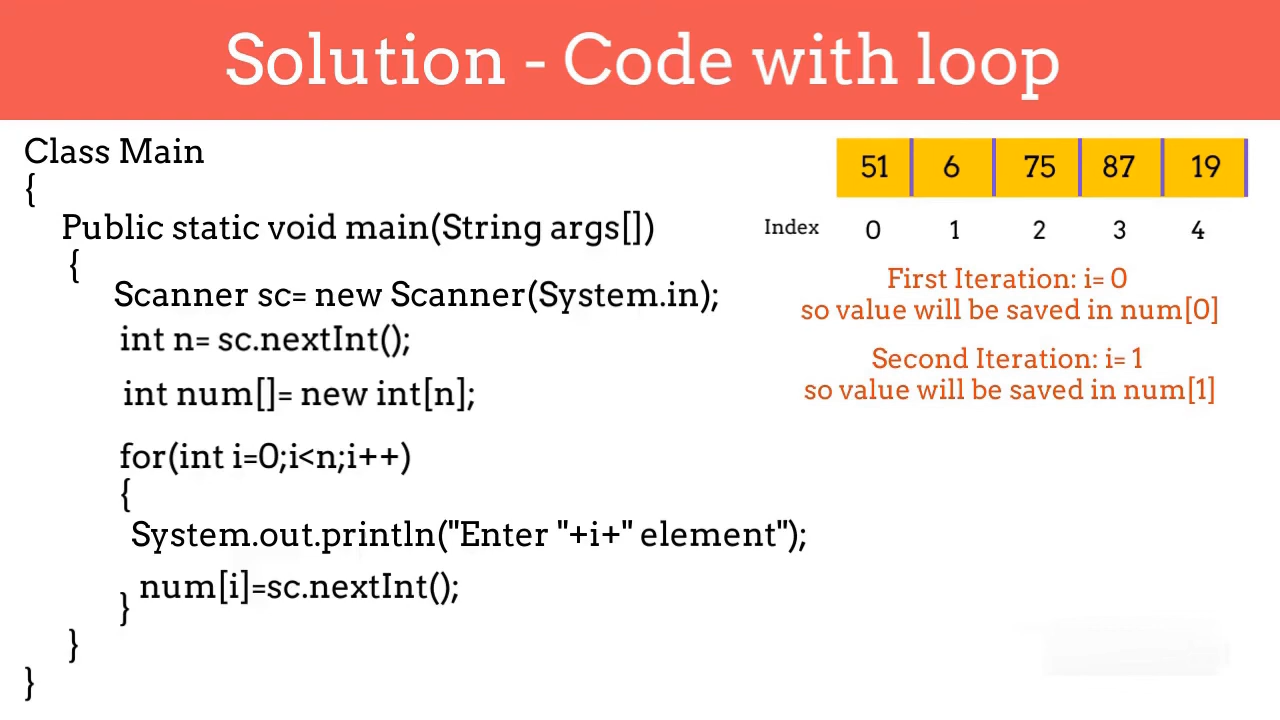 Solution - Code with loop
Class Main
{
Public static void main(String args[])
{
Scanner sc= new Scanner(System.in);
int n= sc.nextInt();
int num[]= new int[n];
for(int i=0;i<n;i++)
{
System.out.println("Enter "+i+" element");
num[i]=sc.nextInt();
}
}
}
51 6 75 87 19
Index 0 1 2 3 4
First Iteration: i= 0
so value will be saved in num[0]
Second Iteration: i= 1
so value will be saved in num[1]